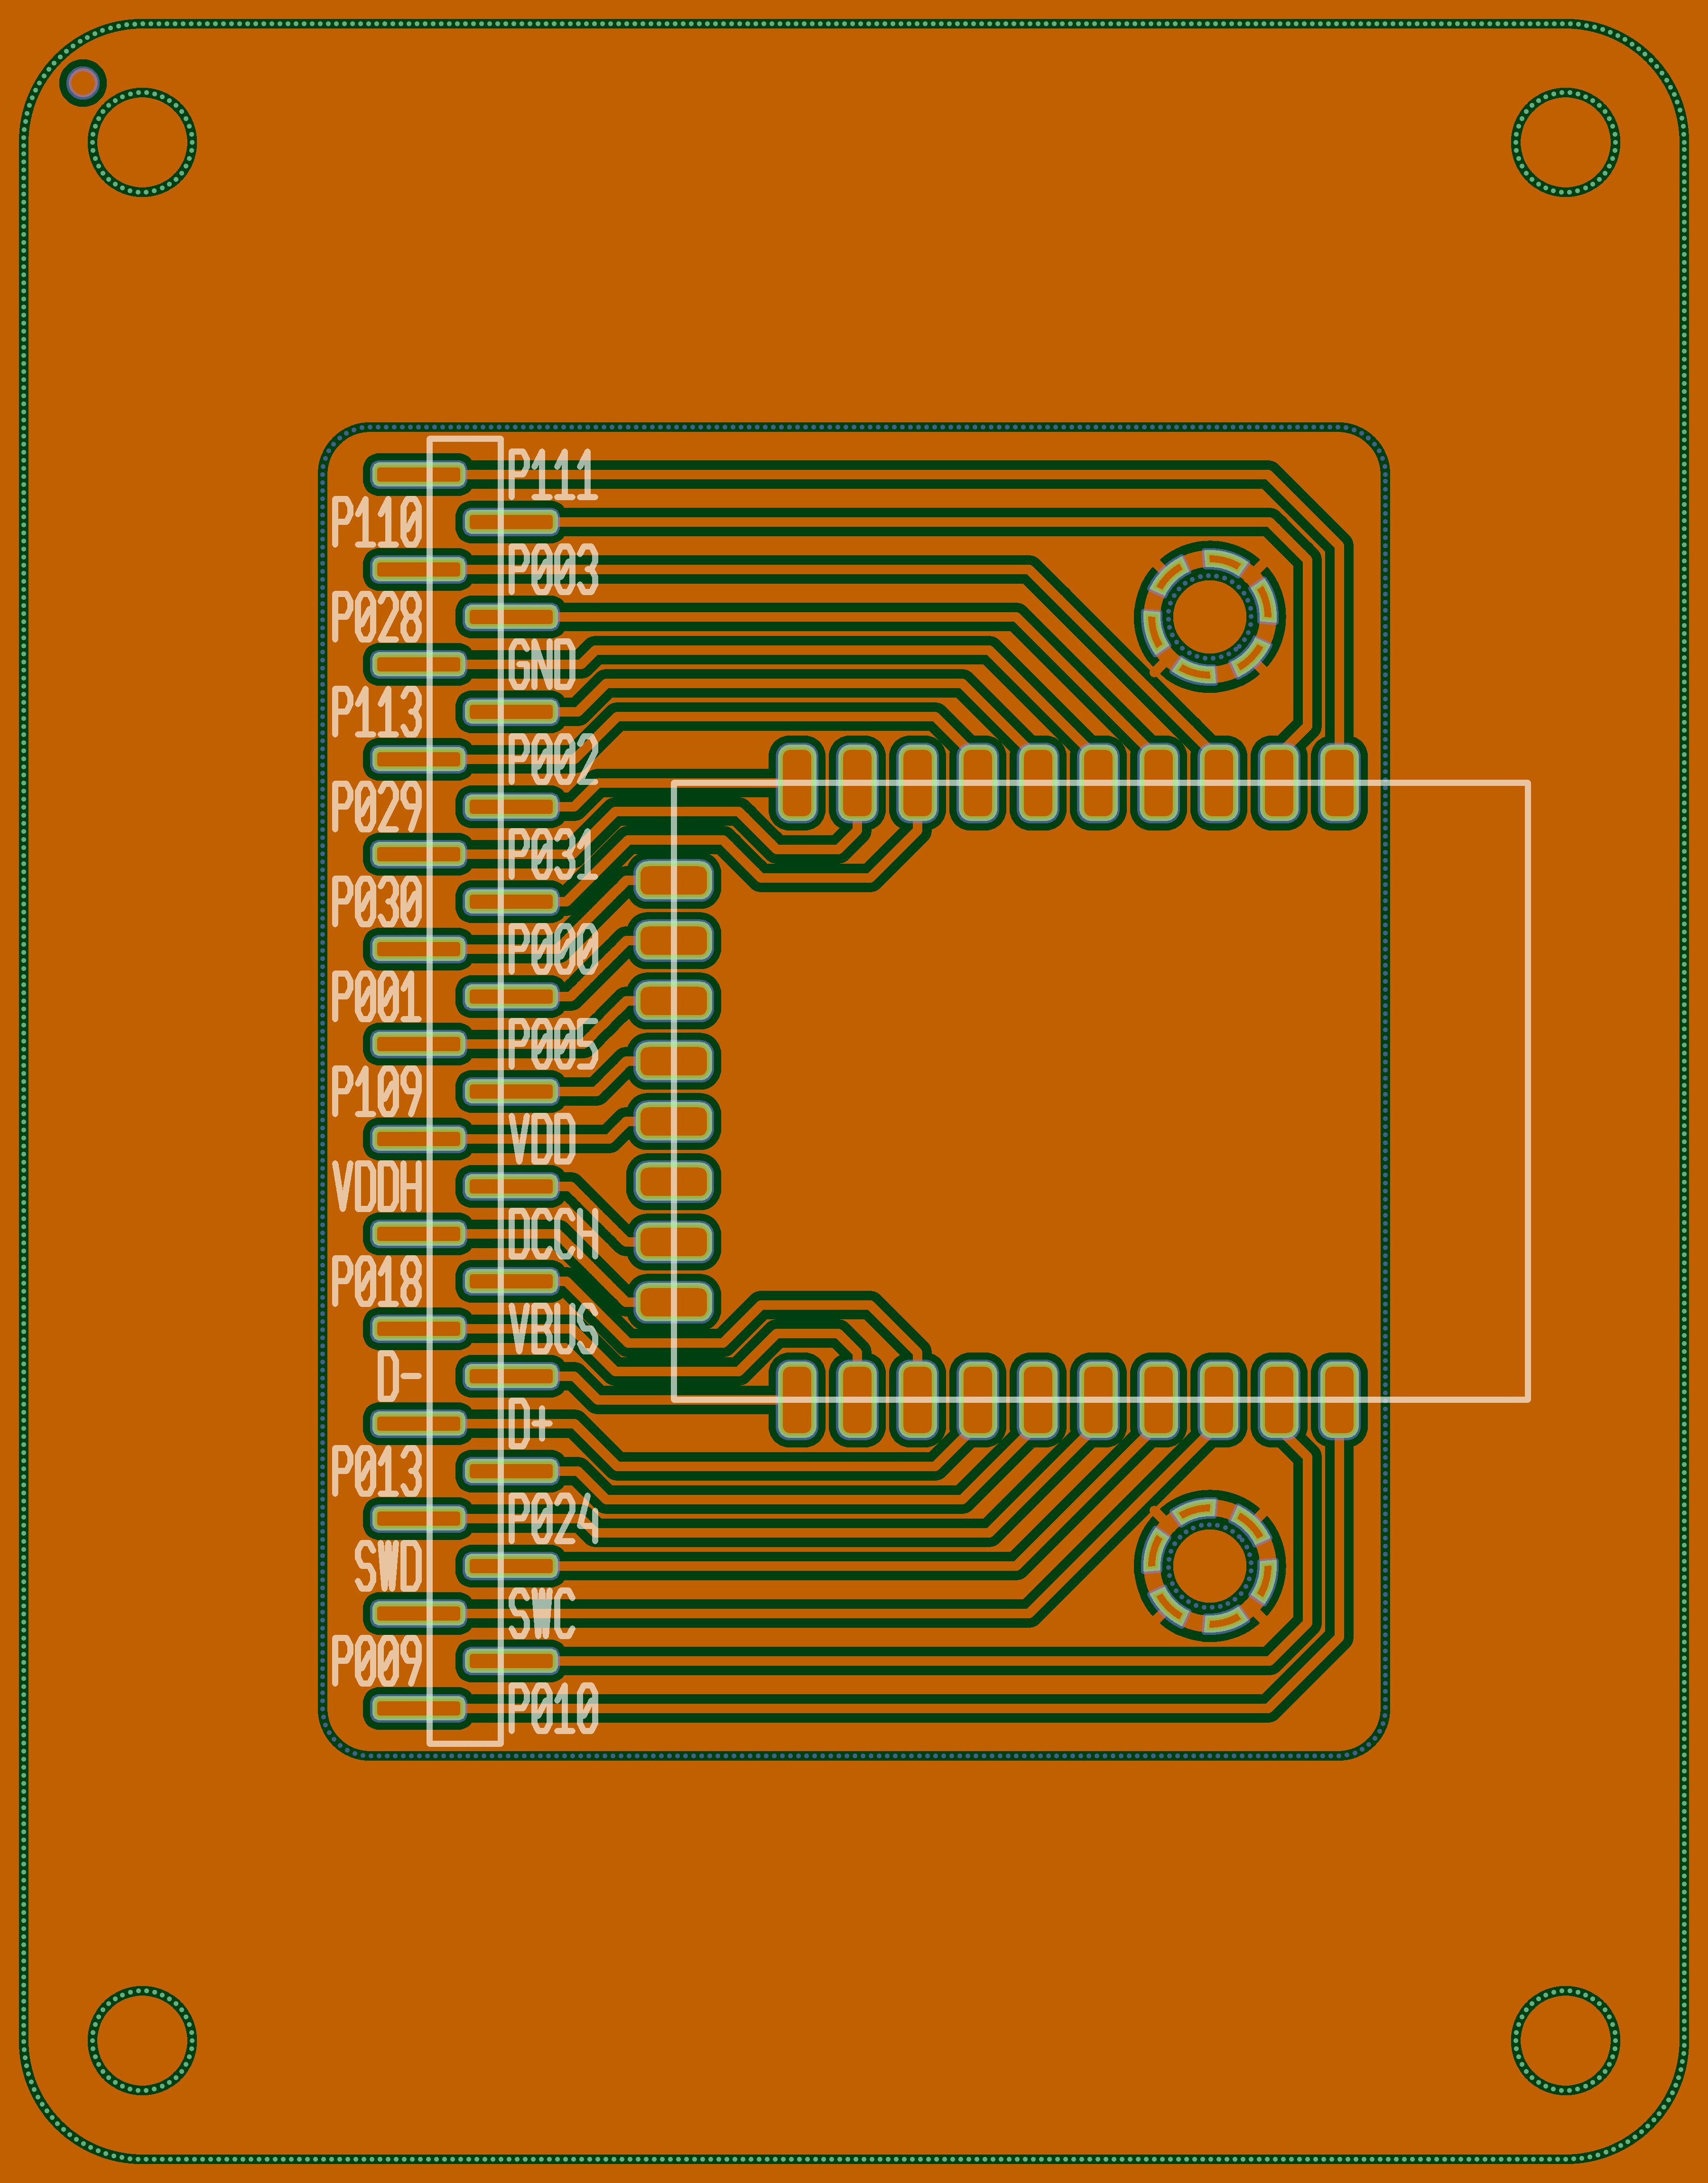 P111
P110
P003
P028
GND
P113
P002
P029
P031
P030
P000
P001
P005
P109
VDD
VDDH
DCCH
P018
VBUS
D-
D+
P013
P024
SWD
SWC
P009
P010